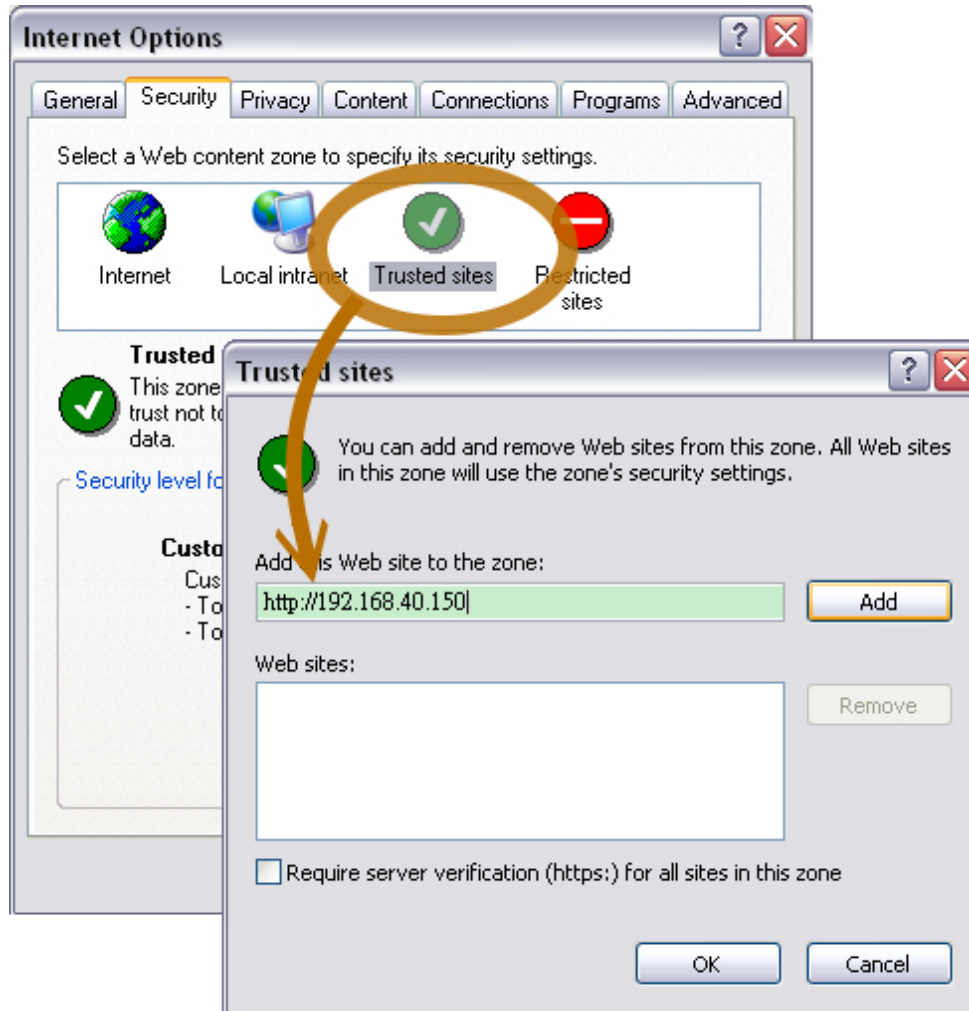 Internet Options
General Security Privacy Content Connections Programs Advanced
Select a Web content zone to specify its security settings.
Internet Local intranet Trusted sites Restricted
sites
Trusted
This zone
trust not to
data.
Security level fo
Custo
Cus
- To
- To
Trusted sites
You can add and remove Web sites from this zone. All Web sites
in this zone will use the zone's security settings.
Add this Web site to the zone:
http://192.168.40.150
Add
Web sites:
Remove
Require server verification (https:) for all sites in this zone
OK Cancel